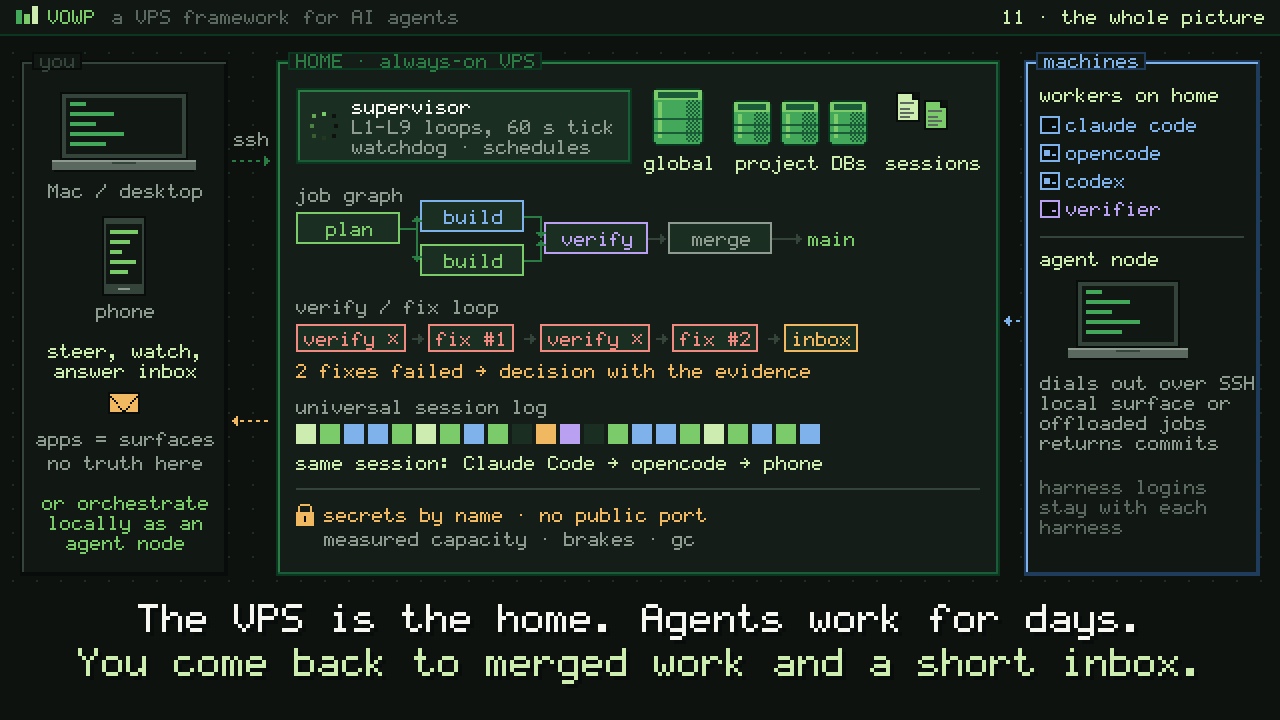 VOWP a VPS framework for AI agents
11 · the whole picture
you
Mac / desktop
phone
steer, watch,
answer inbox
apps = surfaces
no truth here
or orchestrate
locally as an
agent node
ssh
HOME · always-on VPS
supervisor
L1-L9 loops, 60 s tick
watchdog · schedules
global
project DBs
sessions
job graph
plan
build
build
verify
merge
main
verify / fix loop
verify ×
fix #1
verify ×
fix #2
inbox
2 fixes failed → decision with the evidence
universal session log
same session: Claude Code → opencode → phone
secrets by name · no public port
measured capacity · brakes · gc
machines
workers on home
claude code
opencode
codex
verifier
agent node
dials out over SSH
local surface or
offloaded jobs
returns commits
harness logins
stay with each
harness
The VPS is the home. Agents work for days.
You come back to merged work and a short inbox.